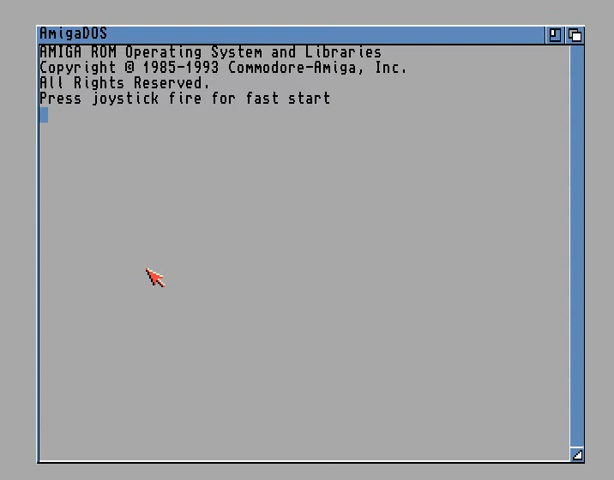 AmigaDOS
AMIGA ROM Operating System and Libraries
Copyright @ 1985-1993 Commodore-Amiga, Inc.
All Rights Reserved.
Press joystick fire for fast start